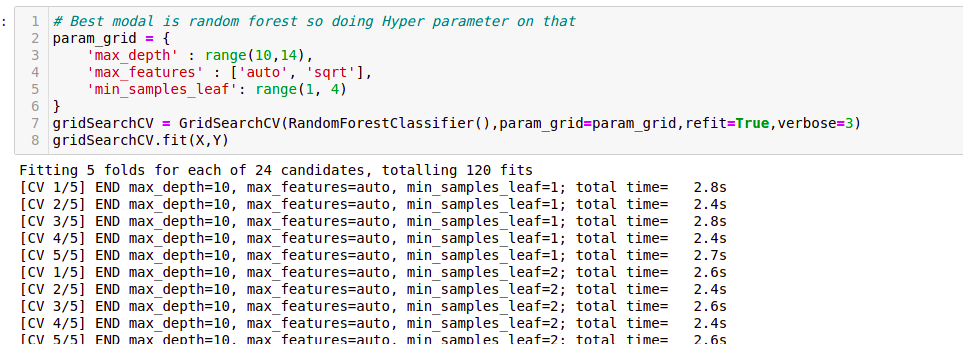 :
1 # Best modal is random forest so doing Hyper parameter on that
2 param_grid = {
3     'max_depth' : range(10,14),
4     'max_features' : ['auto', 'sqrt'],
5     'min_samples_leaf': range(1, 4)
6 }
7 gridSearchCV = GridSearchCV(RandomForestClassifier(),param_grid=param_grid,refit=True,verbose=3)
8 gridSearchCV.fit(X,Y)
Fitting 5 folds for each of 24 candidates, totalling 120 fits
[CV 1/5] END max_depth=10, max_features=auto, min_samples_leaf=1; total time=   2.8s
[CV 2/5] END max_depth=10, max_features=auto, min_samples_leaf=1; total time=   2.4s
[CV 3/5] END max_depth=10, max_features=auto, min_samples_leaf=1; total time=   2.8s
[CV 4/5] END max_depth=10, max_features=auto, min_samples_leaf=1; total time=   2.4s
[CV 5/5] END max_depth=10, max_features=auto, min_samples_leaf=1; total time=   2.7s
[CV 1/5] END max_depth=10, max_features=auto, min_samples_leaf=2; total time=   2.6s
[CV 2/5] END max_depth=10, max_features=auto, min_samples_leaf=2; total time=   2.4s
[CV 3/5] END max_depth=10, max_features=auto, min_samples_leaf=2; total time=   2.6s
[CV 4/5] END max_depth=10, max_features=auto, min_samples_leaf=2; total time=   2.4s
[CV 5/5] END max_depth=10, max_features=auto, min_samples_leaf=2; total time=   2.6s